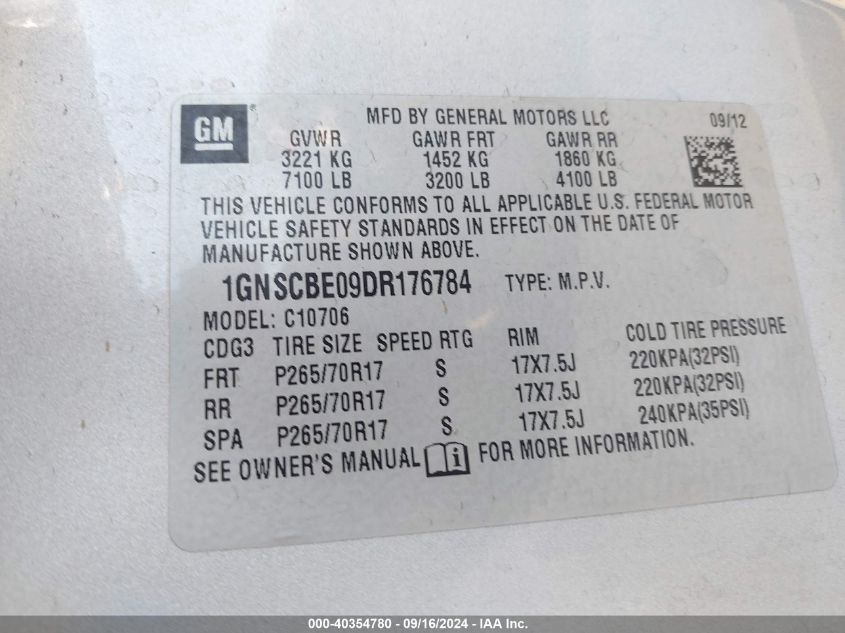 GM® MFD BY GENERAL MOTORS LLC 09/12
GVWR GAWR FRT GAWR RR
3221 KG 1452 KG 1860 KG
7100 LB 3200 LB 4100 LB
THIS VEHICLE CONFORMS TO ALL APPLICABLE U.S. FEDERAL MOTOR
VEHICLE SAFETY STANDARDS IN EFFECT ON THE DATE OF
MANUFACTURE SHOWN ABOVE.
1GNSCBE09DR176784 TYPE: M.P.V.
MODEL: C10706
CDG3 TIRE SIZE SPEED RTG RIM COLD TIRE PRESSURE
FRT P265/70R17 S 17X7.5J 220KPA(32PSI)
RR P265/70R17 S 17X7.5J 220KPA(32PSI)
SPA P265/70R17 S 17X7.5J 240KPA(35PSI)
SEE OWNER'S MANUAL i FOR MORE INFORMATION.
000-40354780 - 09/16/2024 - IAA Inc.